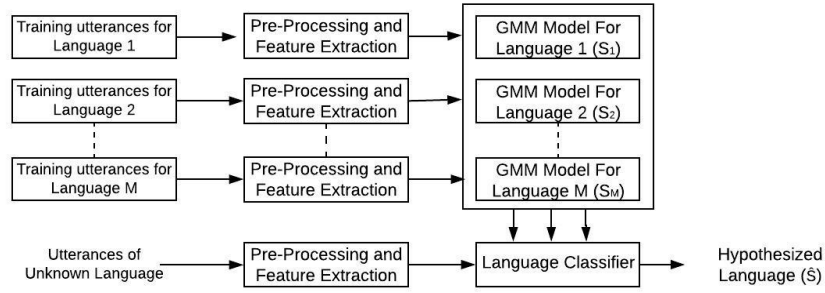 Training utterances for
Language 1
Pre-Processing and
Feature Extraction
GMM Model For
Language 1 (S₁)
Training utterances for
Language 2
Pre-Processing and
Feature Extraction
GMM Model For
Language 2 (S₂)
Training utterances for
Language M
Pre-Processing and
Feature Extraction
GMM Model For
Language M (Sм)
Utterances of
Unknown Language
Pre-Processing and
Feature Extraction
Language Classifier
Hypothesized
Language (Ŝ)